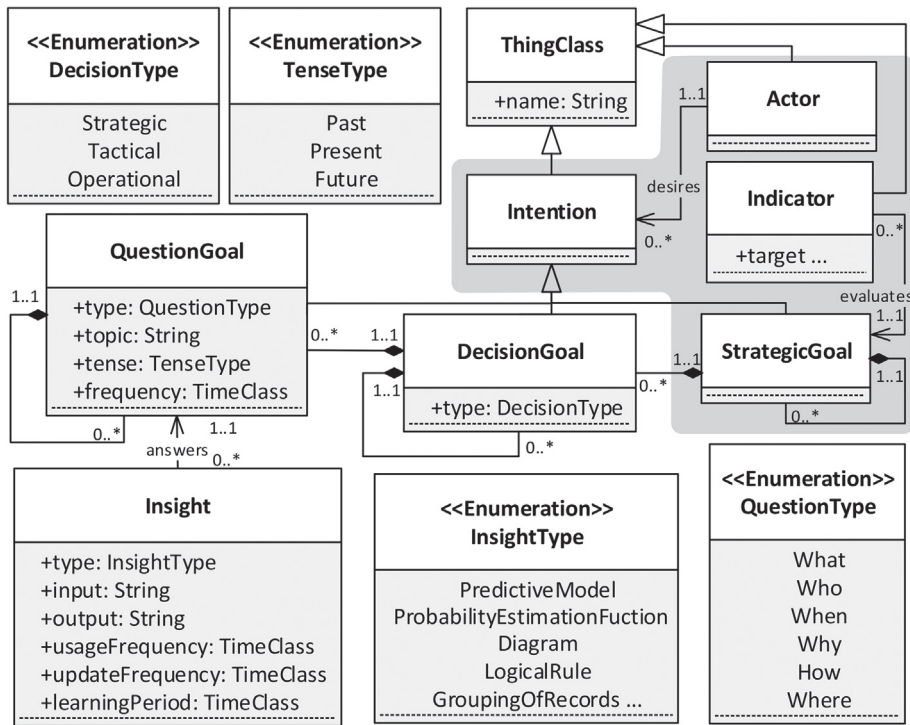 <<Enumeration>>
DecisionType
Strategic
Tactical
Operational
<<Enumeration>>
TenseType
Past
Present
Future
ThingClass
+name: String
Actor
1..1
desires
0..*
Intention
Indicator
+target ...
0..*
evaluates
1..1
QuestionGoal
+type: QuestionType
+topic: String
+tense: TenseType
+frequency: TimeClass
1..1
0..*
0..*
1..1
DecisionGoal
+type: DecisionType
1..1
0..*
0..*
1..1
StrategicGoal
1..1
0..*
1..1
answers
0..*
Insight
+type: InsightType
+input: String
+output: String
+usageFrequency: TimeClass
+updateFrequency: TimeClass
+learningPeriod: TimeClass
<<Enumeration>>
InsightType
PredictiveModel
ProbabilityEstimationFuction
Diagram
LogicalRule
GroupingOfRecords ...
<<Enumeration>>
QuestionType
What
Who
When
Why
How
Where